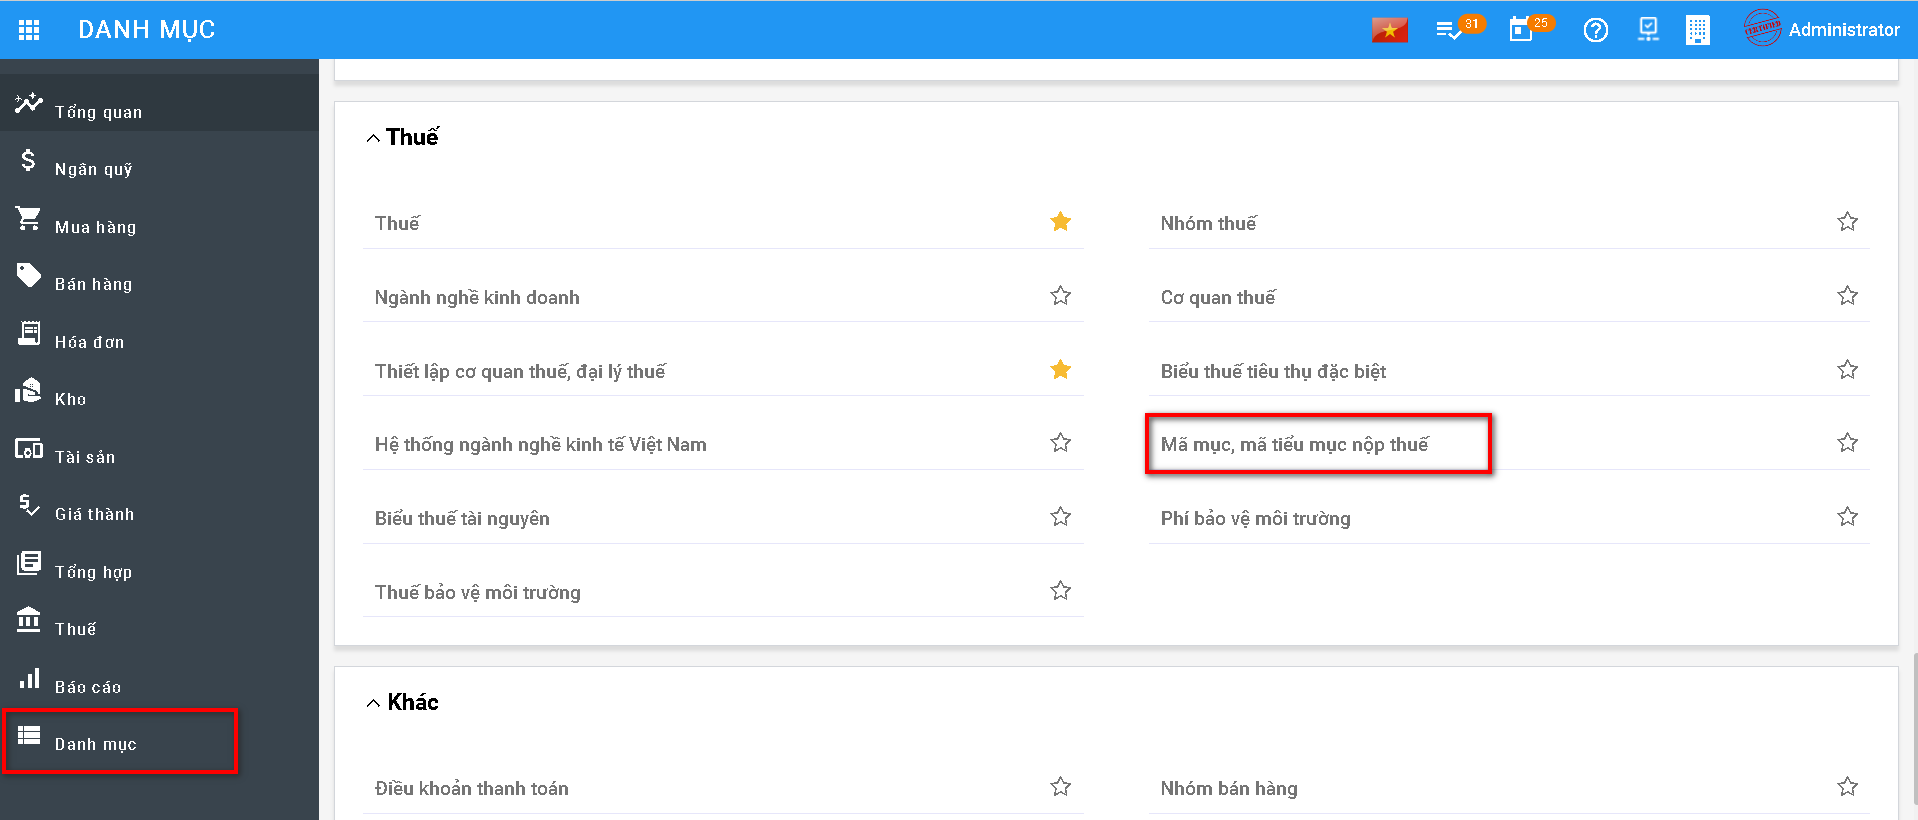 DANH MỤC
31
25
CERTIFIED
Administrator
Tổng quan
Ngân quỹ
Mua hàng
Bán hàng
Hóa đơn
Kho
Tài sản
Giá thành
Tổng hợp
Thuế
Báo cáo
Danh mục
Thuế
Thuế
Nhóm thuế
Ngành nghề kinh doanh
Cơ quan thuế
Thiết lập cơ quan thuế, đại lý thuế
Biểu thuế tiêu thụ đặc biệt
Hệ thống ngành nghề kinh tế Việt Nam
Mã mục, mã tiểu mục nộp thuế
Biểu thuế tài nguyên
Phí bảo vệ môi trường
Thuế bảo vệ môi trường
Khác
Điều khoản thanh toán
Nhóm bán hàng